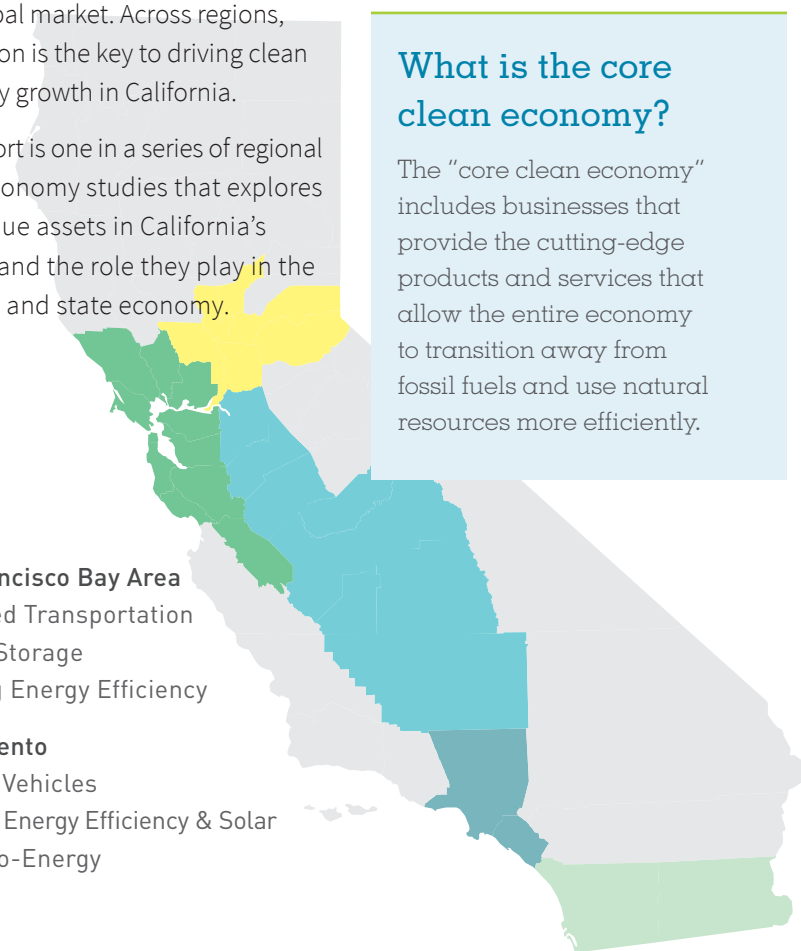 bal market. Across regions,
on is the key to driving clean
y growth in California.
ort is one in a series of regional
onomy studies that explores
ue assets in California’s
and the role they play in the
and state economy.
What is the core
clean economy?
The “core clean economy”
includes businesses that
provide the cutting-edge
products and services that
allow the entire economy
to transition away from
fossil fuels and use natural
resources more efficiently.
ncisco Bay Area
ed Transportation
Storage
g Energy Efficiency
ento
Vehicles
Energy Efficiency & Solar
o-Energy